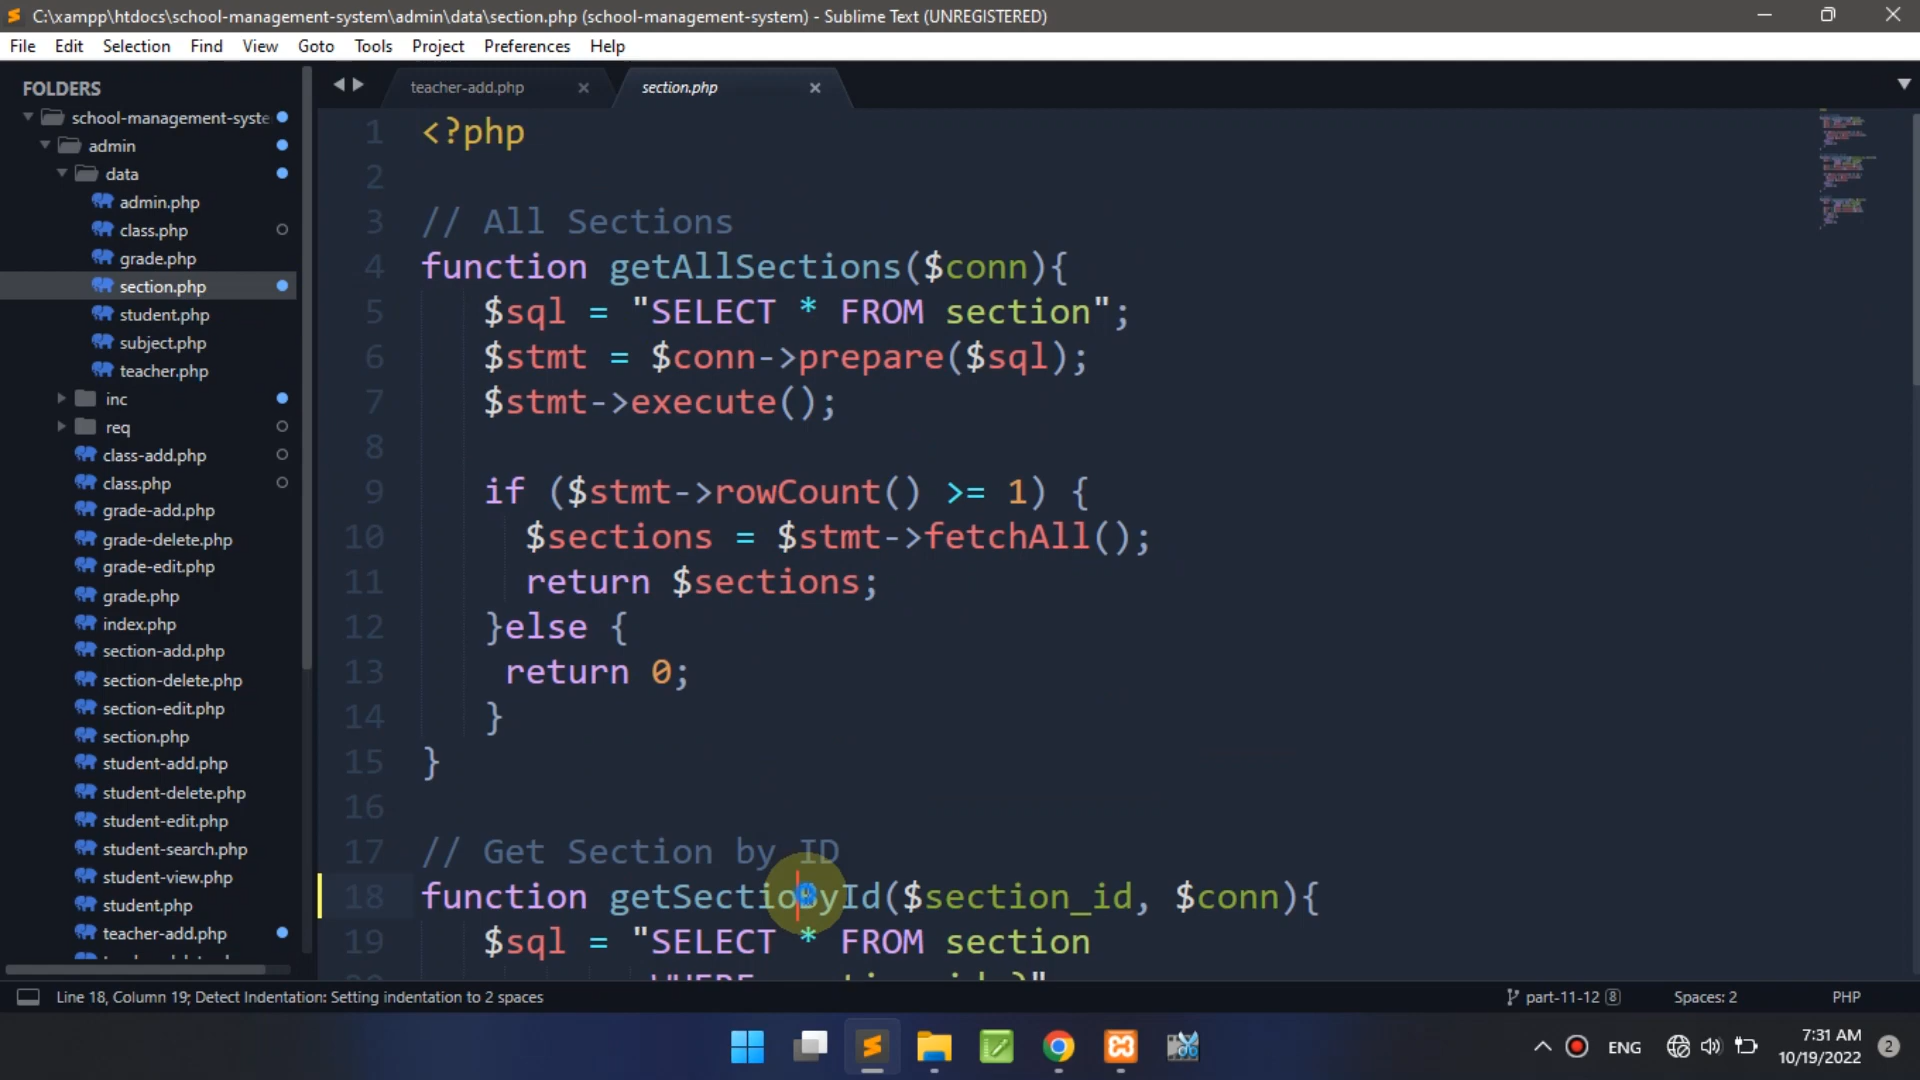 C:\xampp\htdocs\school-management-system\admin\data\section.php (school-management-system) - Sublime Text (UNREGISTERED)
File Edit Selection Find View Goto Tools Project Preferences Help
FOLDERS
school-management-syste
admin
data
admin.php
class.php
grade.php
section.php
student.php
subject.php
teacher.php
inc
req
class-add.php
class.php
grade-add.php
grade-delete.php
grade-edit.php
grade.php
index.php
section-add.php
section-delete.php
section-edit.php
section.php
student-add.php
student-delete.php
student-edit.php
student-search.php
student-view.php
student.php
teacher-add.php
teacher-add.php section.php
1 <?php
2
3 // All Sections
4 function getAllSections($conn){
5 $sql = "SELECT * FROM section";
6 $stmt = $conn->prepare($sql);
7 $stmt->execute();
8
9 if ($stmt->rowCount() >= 1) {
10 $sections = $stmt->fetchAll();
11 return $sections;
12 }else {
13 return 0;
14 }
15 }
16
17 // Get Section by ID
18 function getSectioById($section_id, $conn){
19 $sql = "SELECT * FROM section
Line 18, Column 19; Detect Indentation: Setting indentation to 2 spaces
part-11-12 8 Spaces: 2 PHP
ENG
7:31 AM
10/19/2022
2